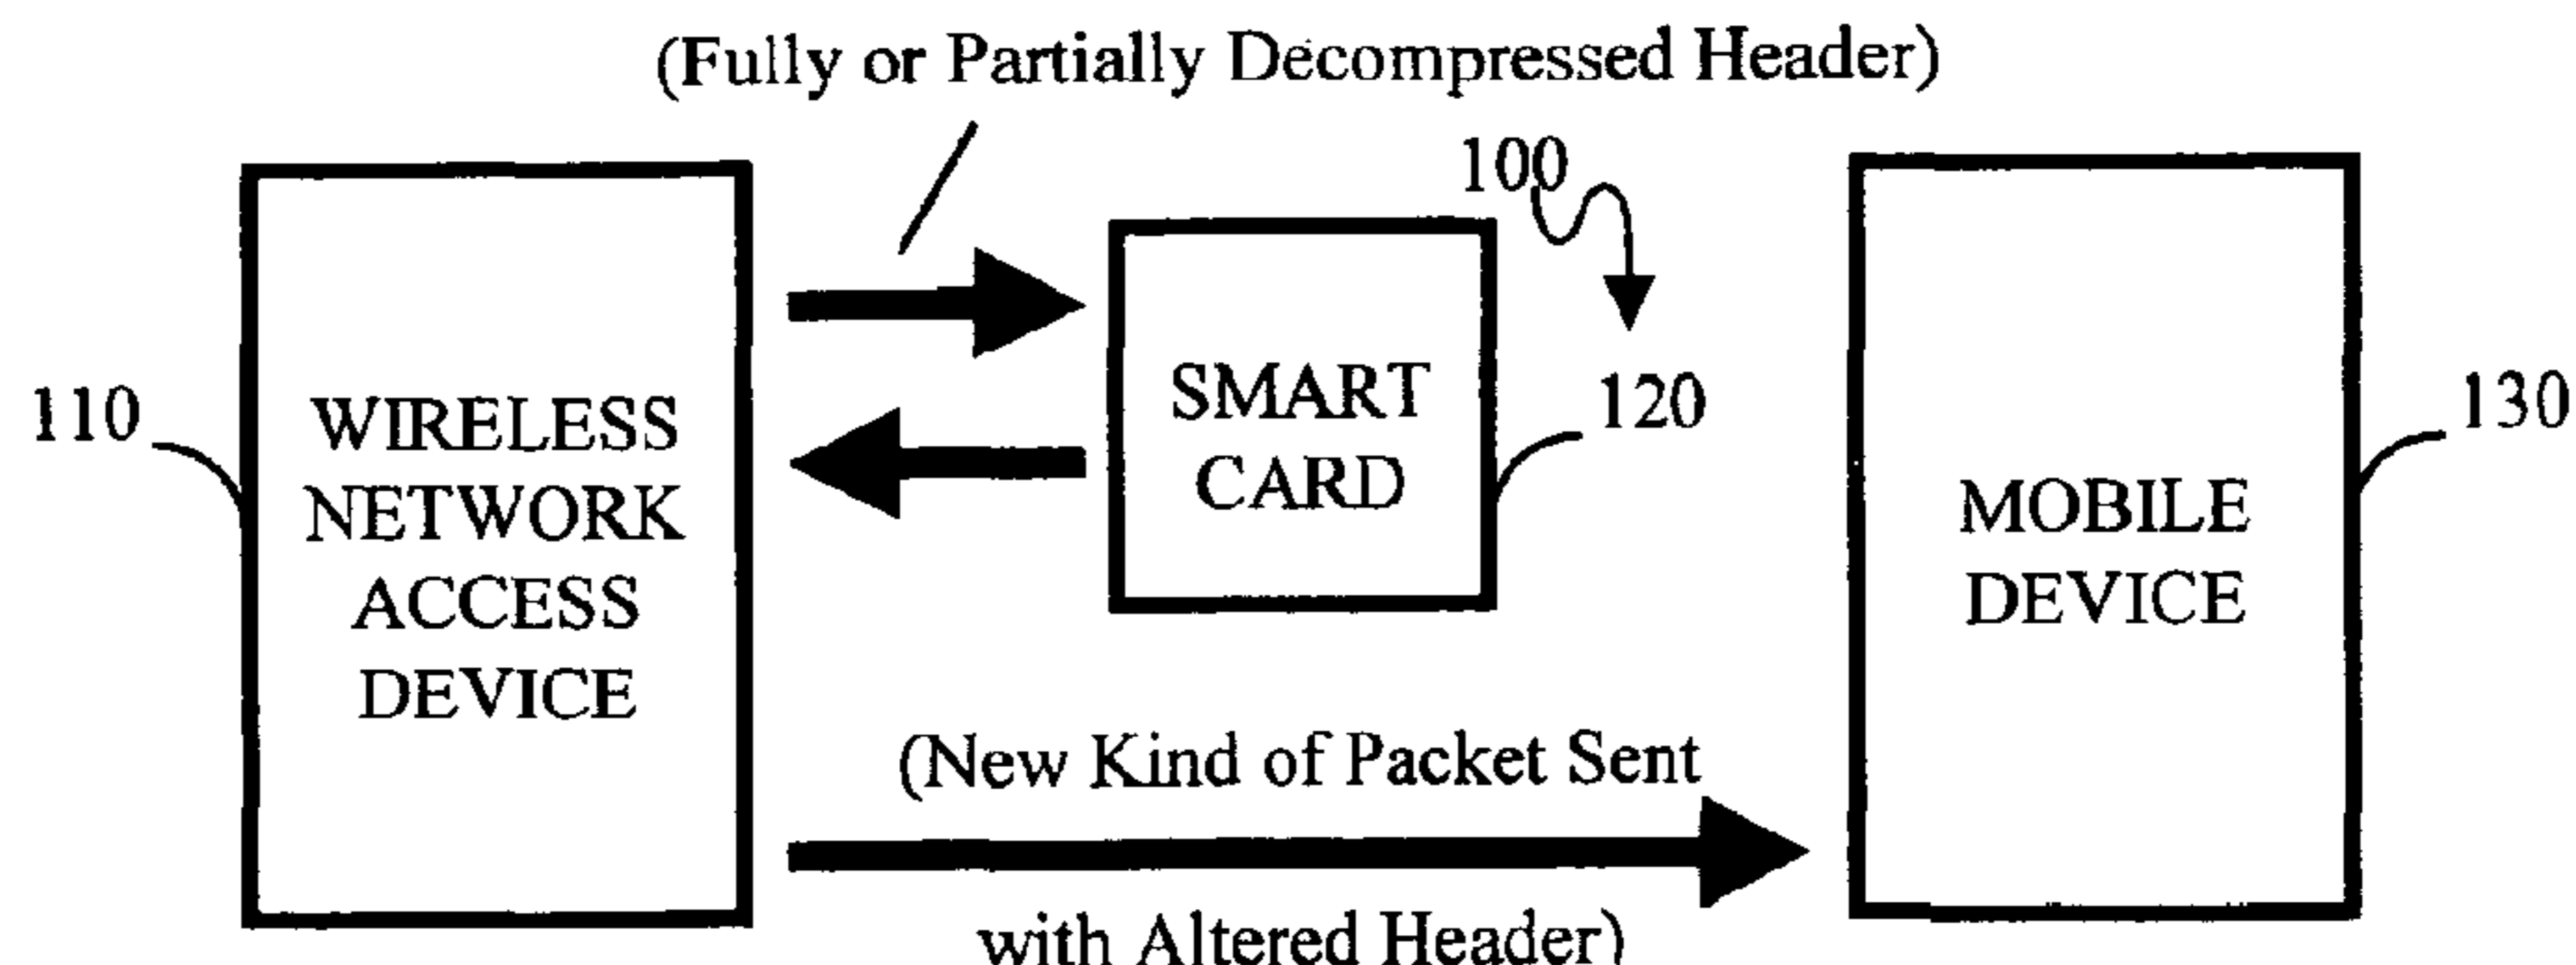 (Fully or Partially Decompressed Header)
100
110
WIRELESS
NETWORK
ACCESS
DEVICE
SMART
CARD
120
MOBILE
DEVICE
130
(New Kind of Packet Sent
with Altered Header)